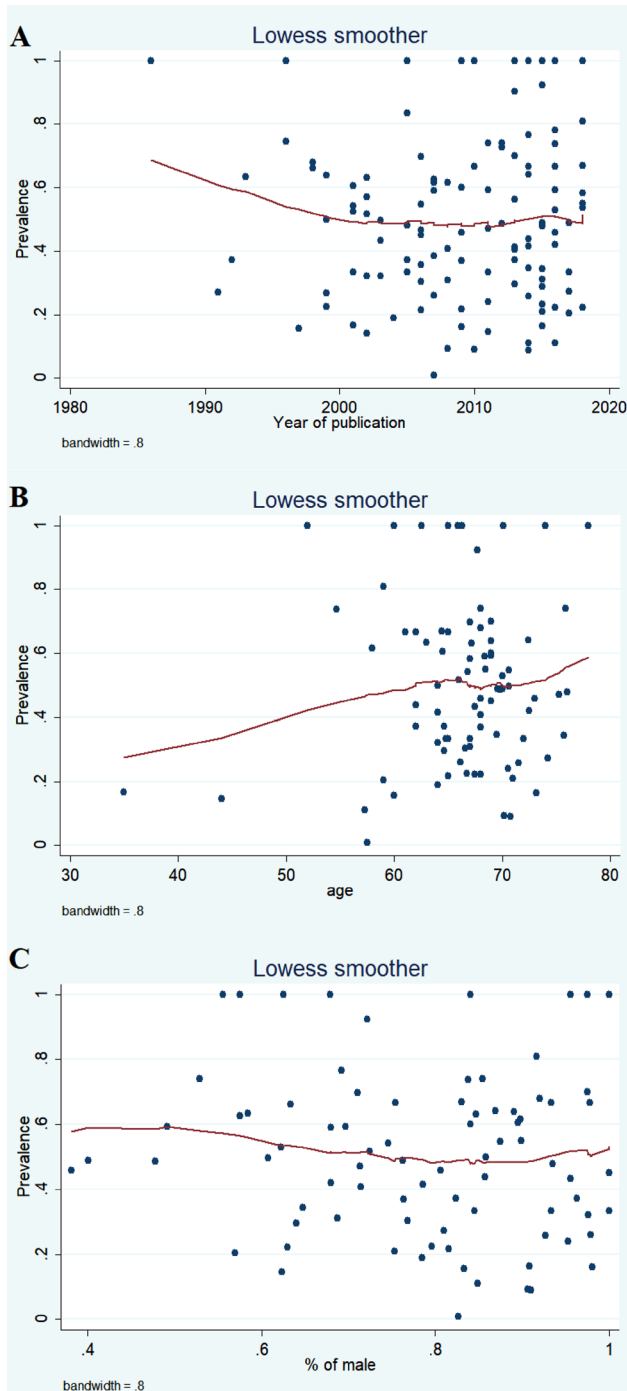 A
Lowess smoother
Prevalence
1
.8
.6
.4
.2
0
1980 1990 2000 2010 2020
Year of publication
bandwidth = .8
B
Lowess smoother
Prevalence
1
.8
.6
.4
.2
0
30 40 50 60 70 80
age
bandwidth = .8
C
Lowess smoother
Prevalence
1
.8
.6
.4
.2
0
.4 .6 .8 1
% of male
bandwidth = .8